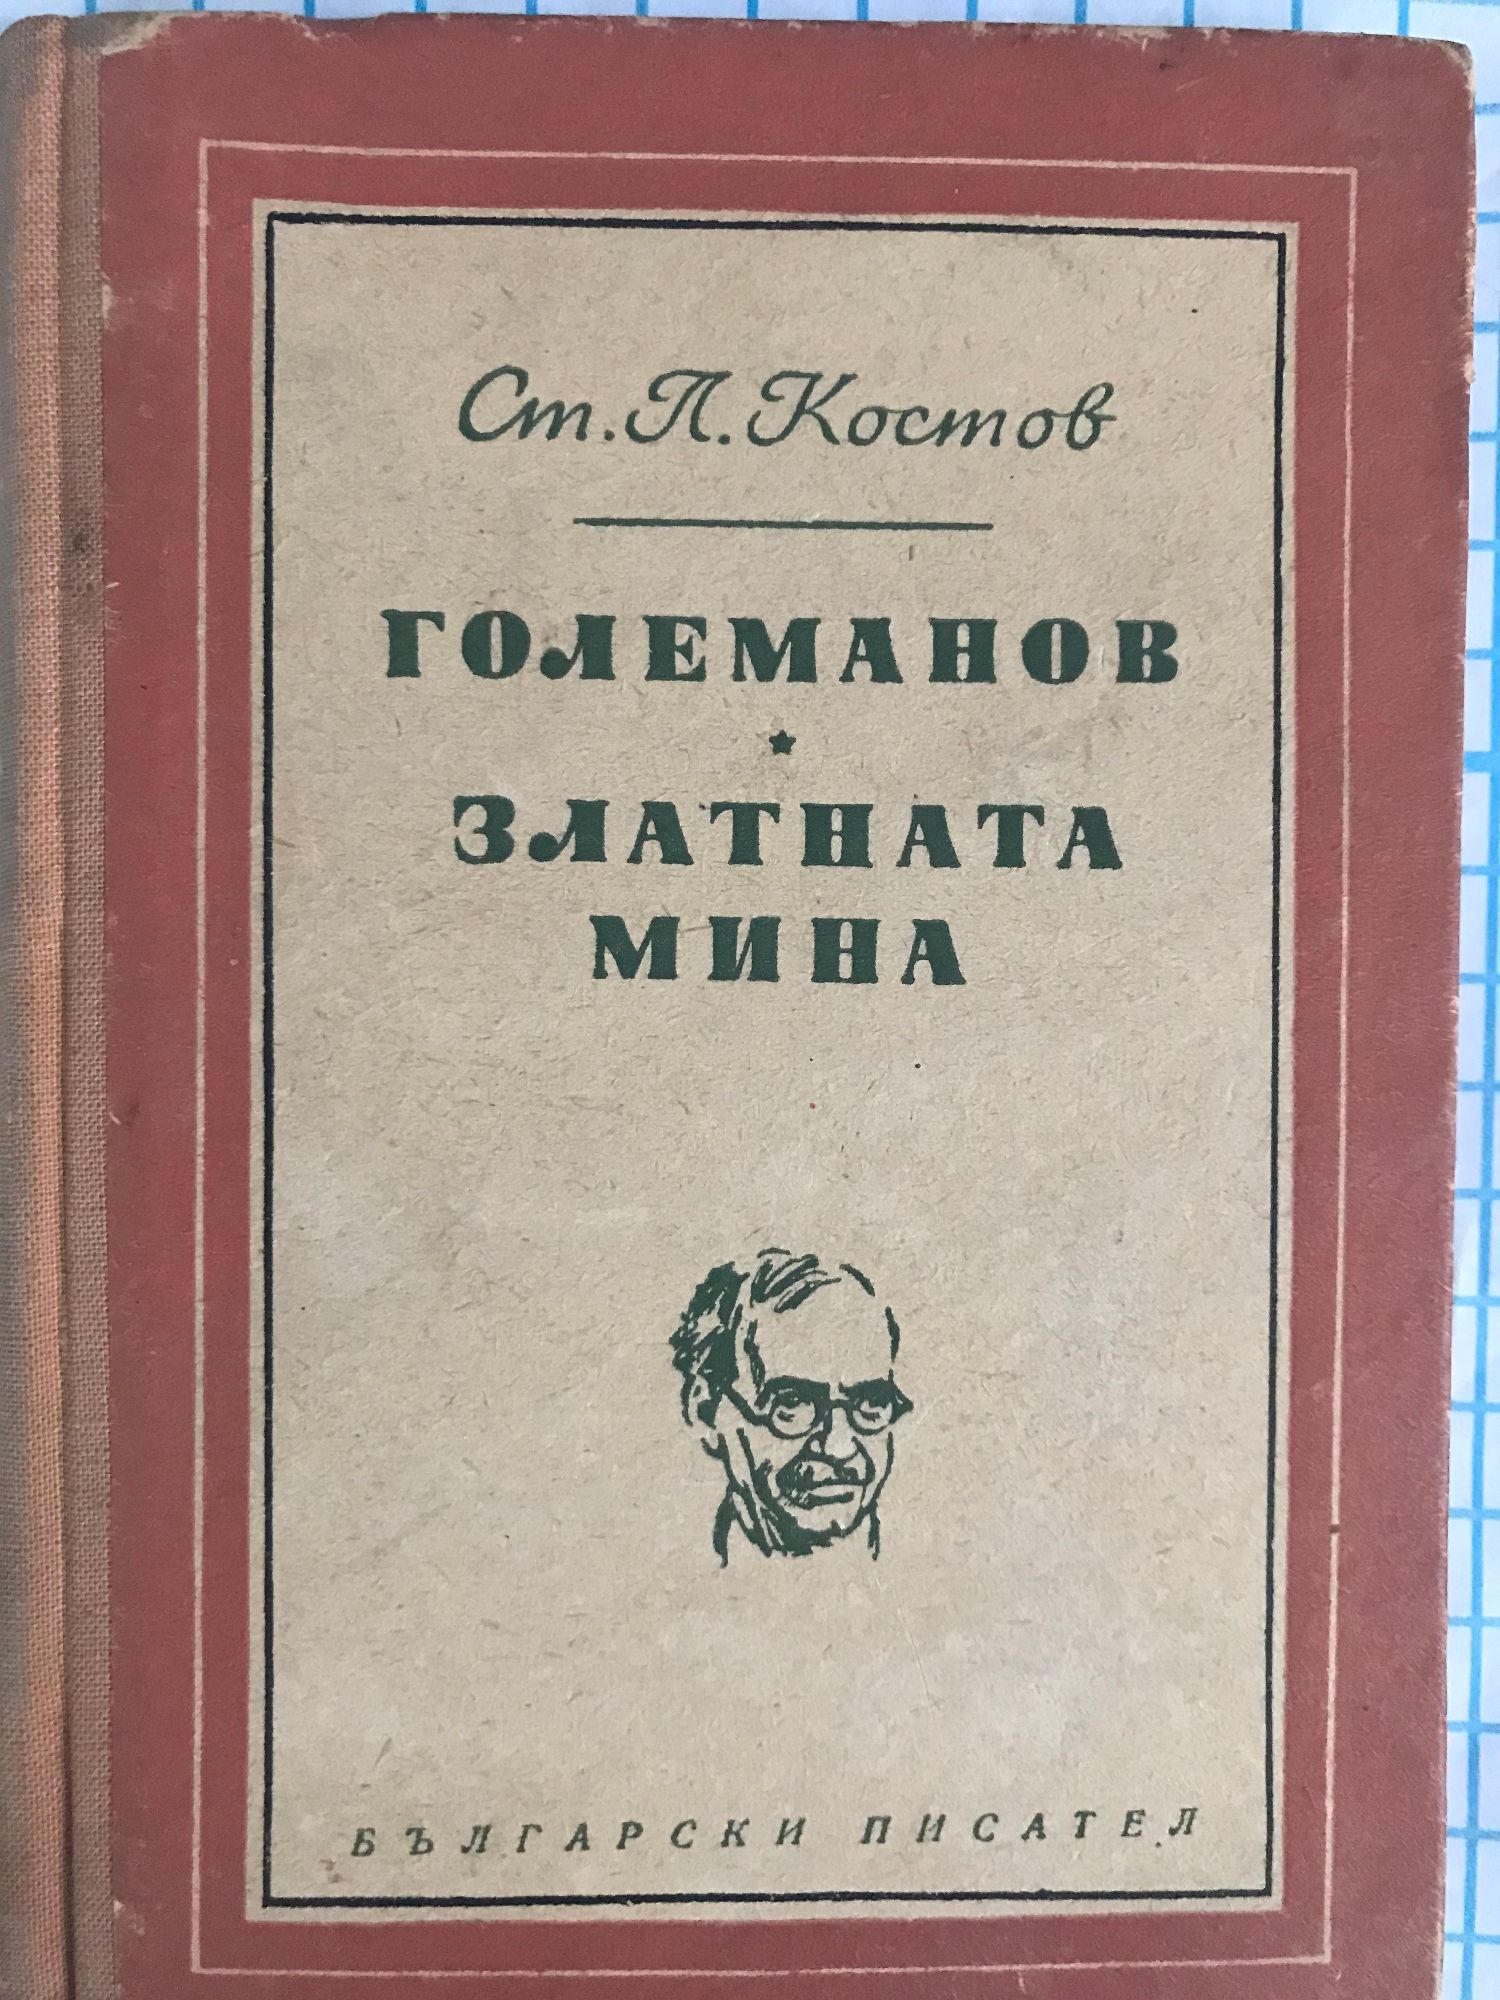 Ст. П. Костов
ГОЛЕМАНОВ
ЗЛАТНАТА
МИНА
БЪЛГАРСКИ ПИСАТЕЛ